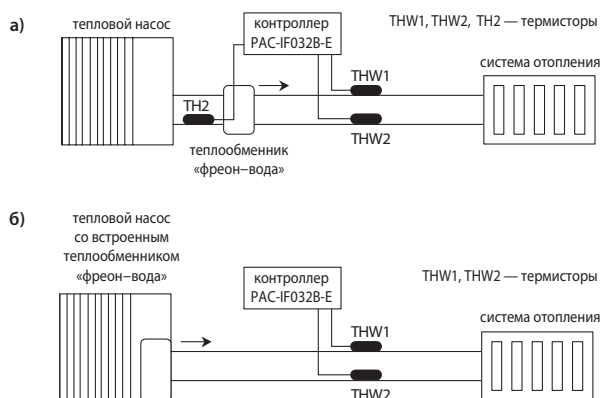 а)
тепловой насос
контроллер
PAC-IF032B-E
THW1, THW2, TH2 — термисторы
система отопления
THW1
TH2
THW2
теплообменник
«фреон–вода»
б)
тепловой насос
со встроенным
теплообменником
«фреон–вода»
контроллер
PAC-IF032B-E
THW1, THW2 — термисторы
система отопления
THW1
THW2